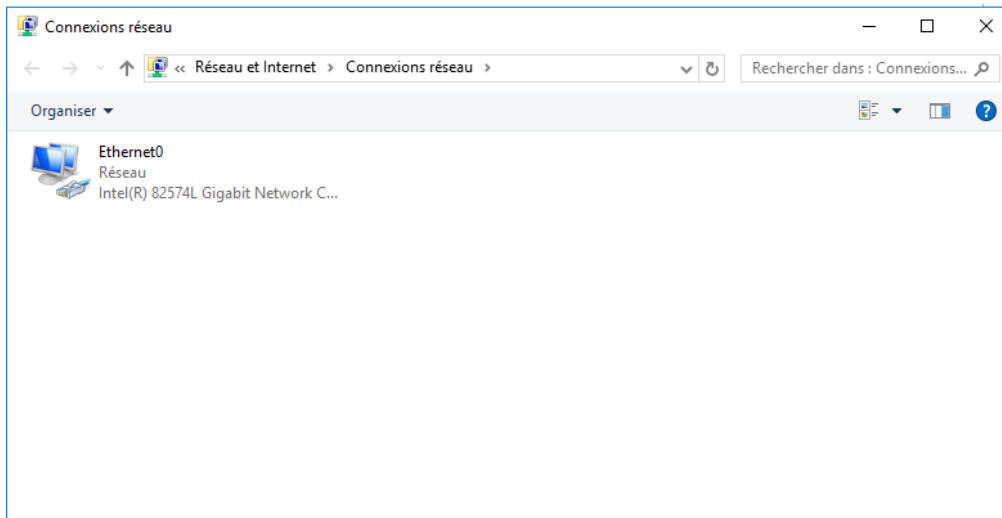 Connexions réseau
« Réseau et Internet > Connexions réseau >
Rechercher dans : Connexions...
Organiser
Ethernet0
Réseau
Intel(R) 82574L Gigabit Network C...